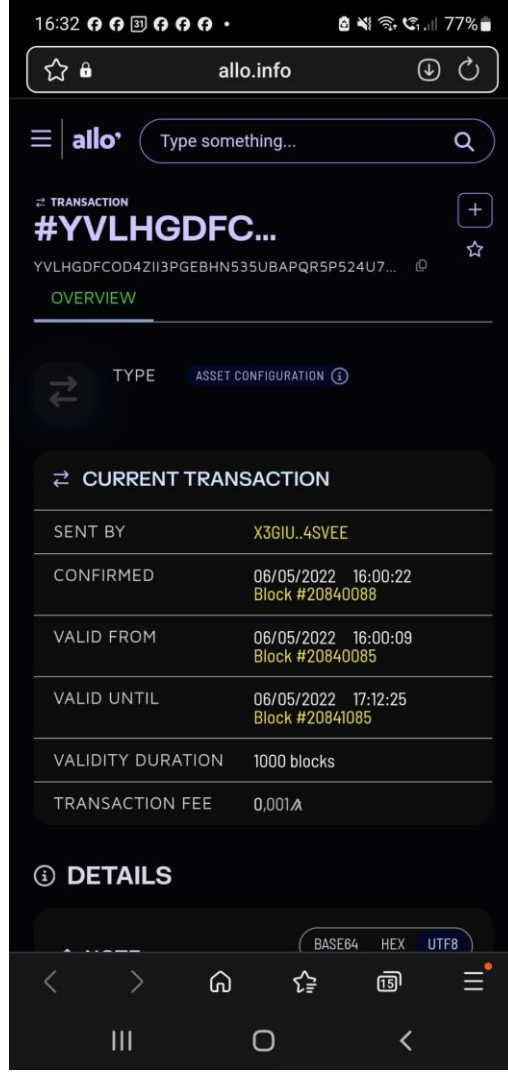 16:32 31 77%
allo.info
allo
Type something...
TRANSACTION
#YVLHGDFC...
YVLHGDFCOD4ZII3PGEBHN535UBAPQR5P524U7...
OVERVIEW
TYPE ASSET CONFIGURATION
CURRENT TRANSACTION
SENT BY X3GIU..4SVEE
CONFIRMED 06/05/2022 16:00:22
Block #20840088
VALID FROM 06/05/2022 16:00:09
Block #20840085
VALID UNTIL 06/05/2022 17:12:25
Block #20841085
VALIDITY DURATION 1000 blocks
TRANSACTION FEE 0,001
DETAILS
BASE64 HEX UTF8
15